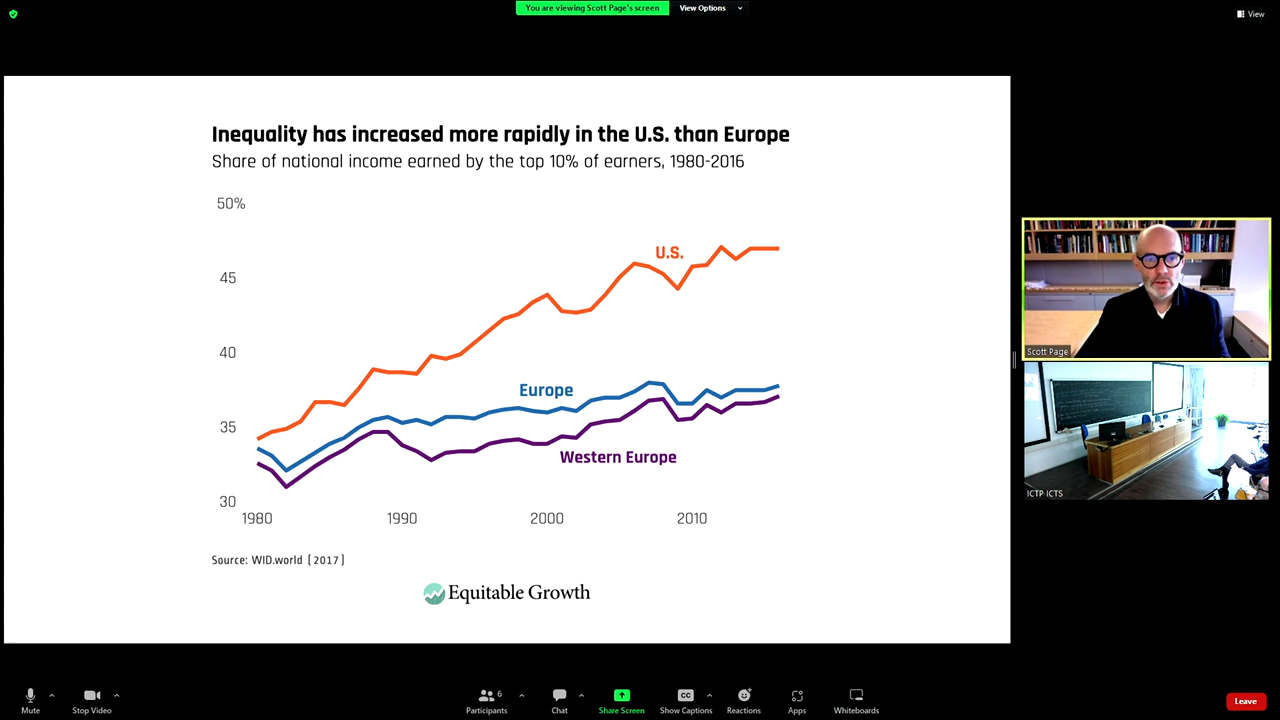 You are viewing Scott Page's screen
View Options
View
Inequality has increased more rapidly in the U.S. than Europe
Share of national income earned by the top 10% of earners, 1980-2016
50%
45
40
35
30
U.S.
Europe
Western Europe
1980
1990
2000
2010
Source: WID.world (2017)
Equitable Growth
Scott Page
ICTP ICTS
Mute
Stop Video
6
Participants
Chat
Share Screen
CC
Show Captions
Reactions
Apps
Whiteboards
Leave